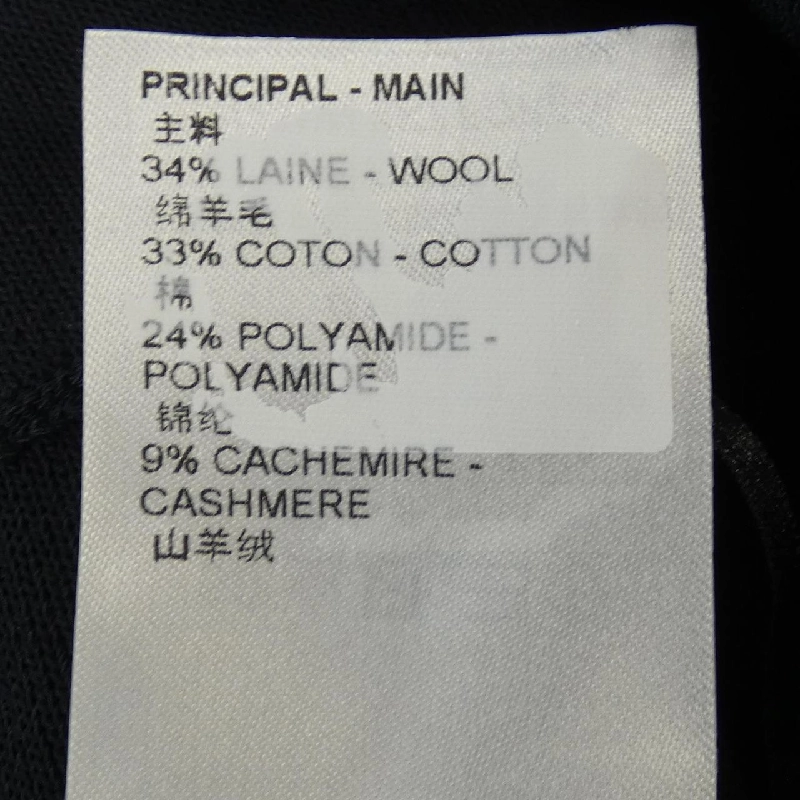 PRINCIPAL - MAIN
主料
34% LAINE - WOOL
绵羊毛
33% COTON - COTTON
棉
24% POLYAMIDE -
POLYAMIDE
锦纶
9% CACHEMIRE -
CASHMERE
山羊绒